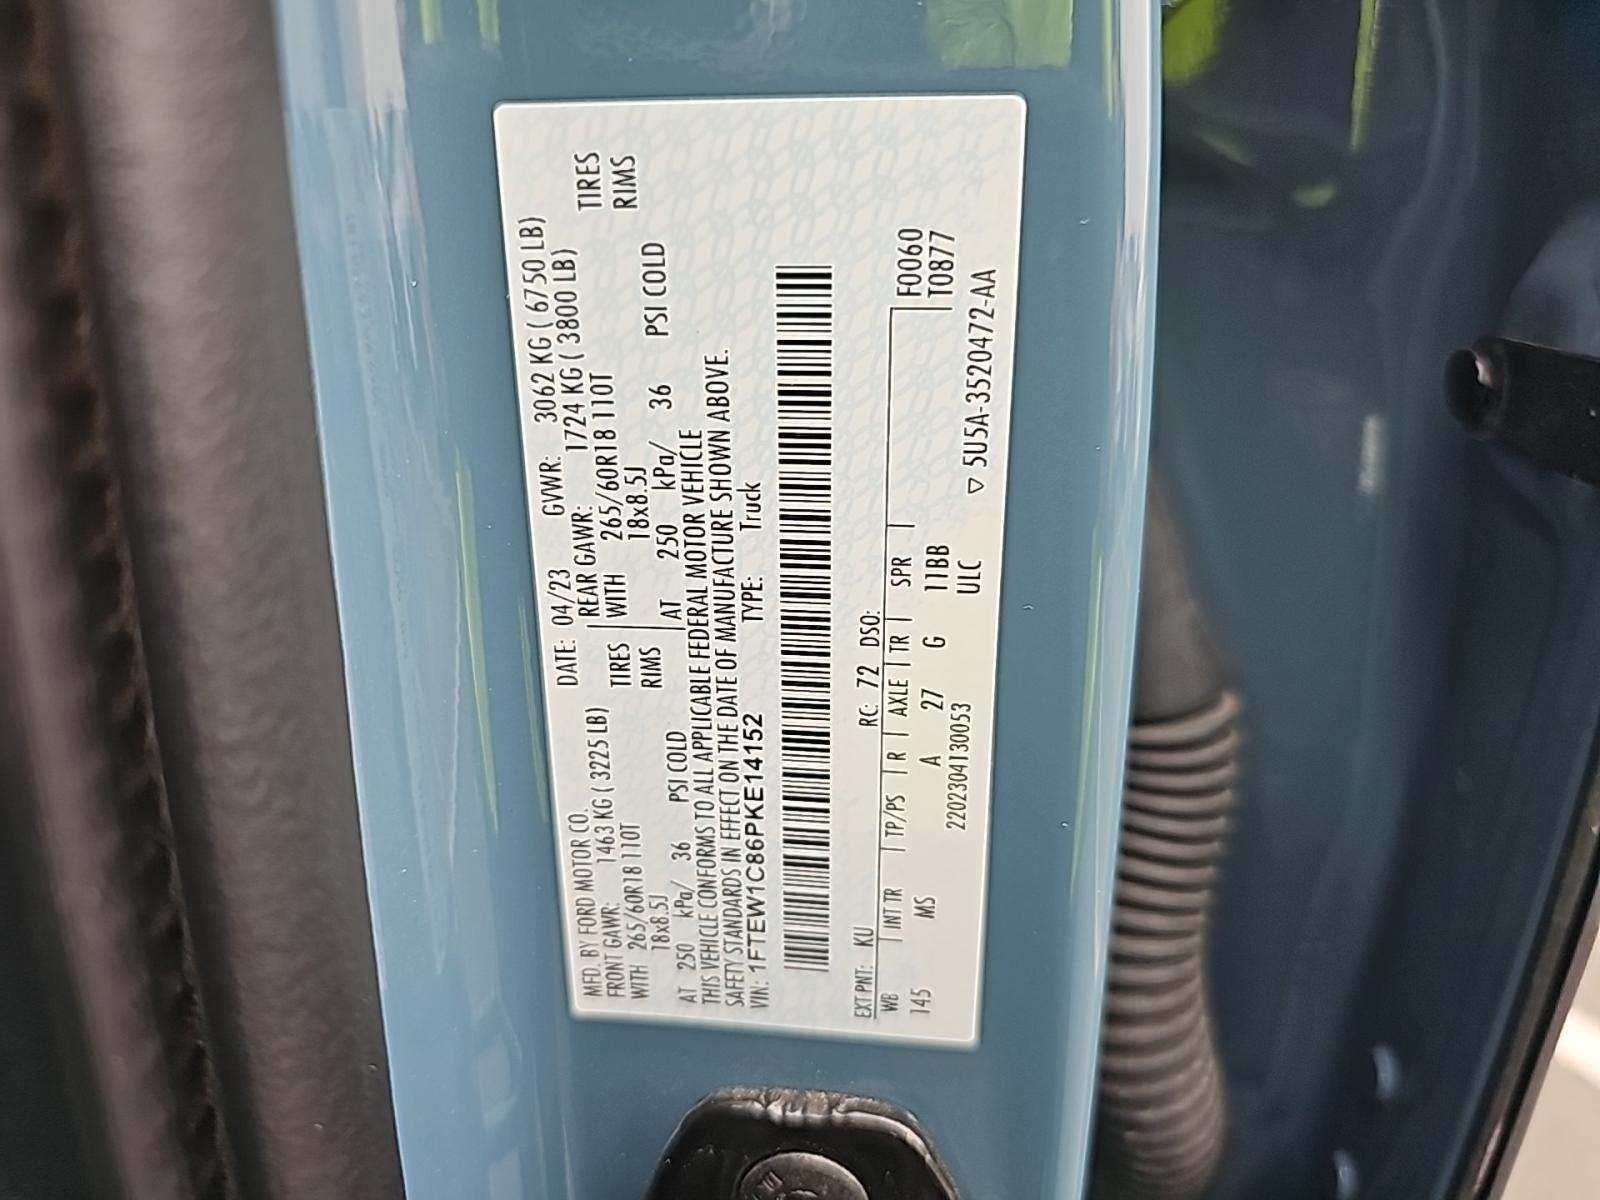 MFD. BY FORD MOTOR CO.
DATE: 04/23 GVWR: 3062 KG ( 6750 LB)
FRONT GAWR: 1463 KG ( 3225 LB) REAR GAWR: 1724 KG ( 3800 LB)
WITH 265/60R18 110T TIRES WITH 265/60R18 110T TIRES
18x8.5J RIMS 18x8.5J RIMS
AT 250 kPa/ 36 PSI COLD AT 250 kPa/ 36 PSI COLD
THIS VEHICLE CONFORMS TO ALL APPLICABLE FEDERAL MOTOR VEHICLE
SAFETY STANDARDS IN EFFECT ON THE DATE OF MANUFACTURE SHOWN ABOVE.
VIN: 1FTEW1C86PKE14152 TYPE: Truck
EXT PNT: KU RC: 72 DSO:
WB INT TR TP/PS R AXLE TR SPR F0060
145 MS A 27 G 11BB T0877
2202304130053 ULC ▽ 5U5A-3520472-AA